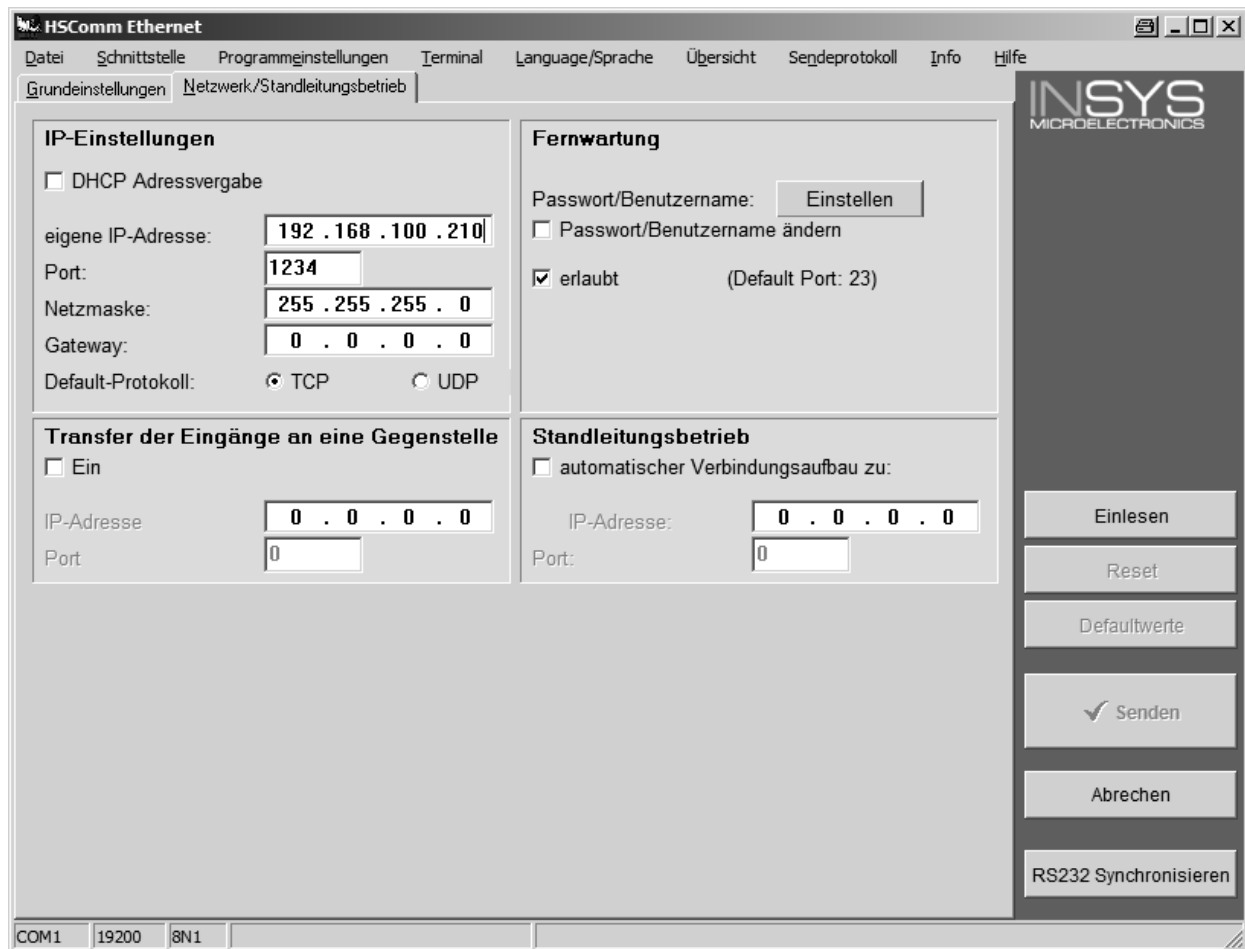 HSComm Ethernet
Datei Schnittstelle Programmeinstellungen Terminal Language/Sprache Übersicht Sendeprotokoll Info Hilfe
Grundeinstellungen Netzwerk/Standleitungsbetrieb
INSYS
MICROELECTRONICS
IP-Einstellungen
DHCP Adressvergabe
eigene IP-Adresse: 192 . 168 . 100 . 210
Port: 1234
Netzmaske: 255 . 255 . 255 . 0
Gateway: 0 . 0 . 0 . 0
Default-Protokoll: TCP UDP
Fernwartung
Passwort/Benutzername: Einstellen
Passwort/Benutzername ändern
erlaubt (Default Port: 23)
Transfer der Eingänge an eine Gegenstelle
Ein
IP-Adresse 0 . 0 . 0 . 0
Port 0
Standleitungsbetrieb
automatischer Verbindungsaufbau zu:
IP-Adresse: 0 . 0 . 0 . 0
Port: 0
Einlesen
Reset
Defaultwerte
Senden
Abrechen
RS232 Synchronisieren
COM1 19200 8N1